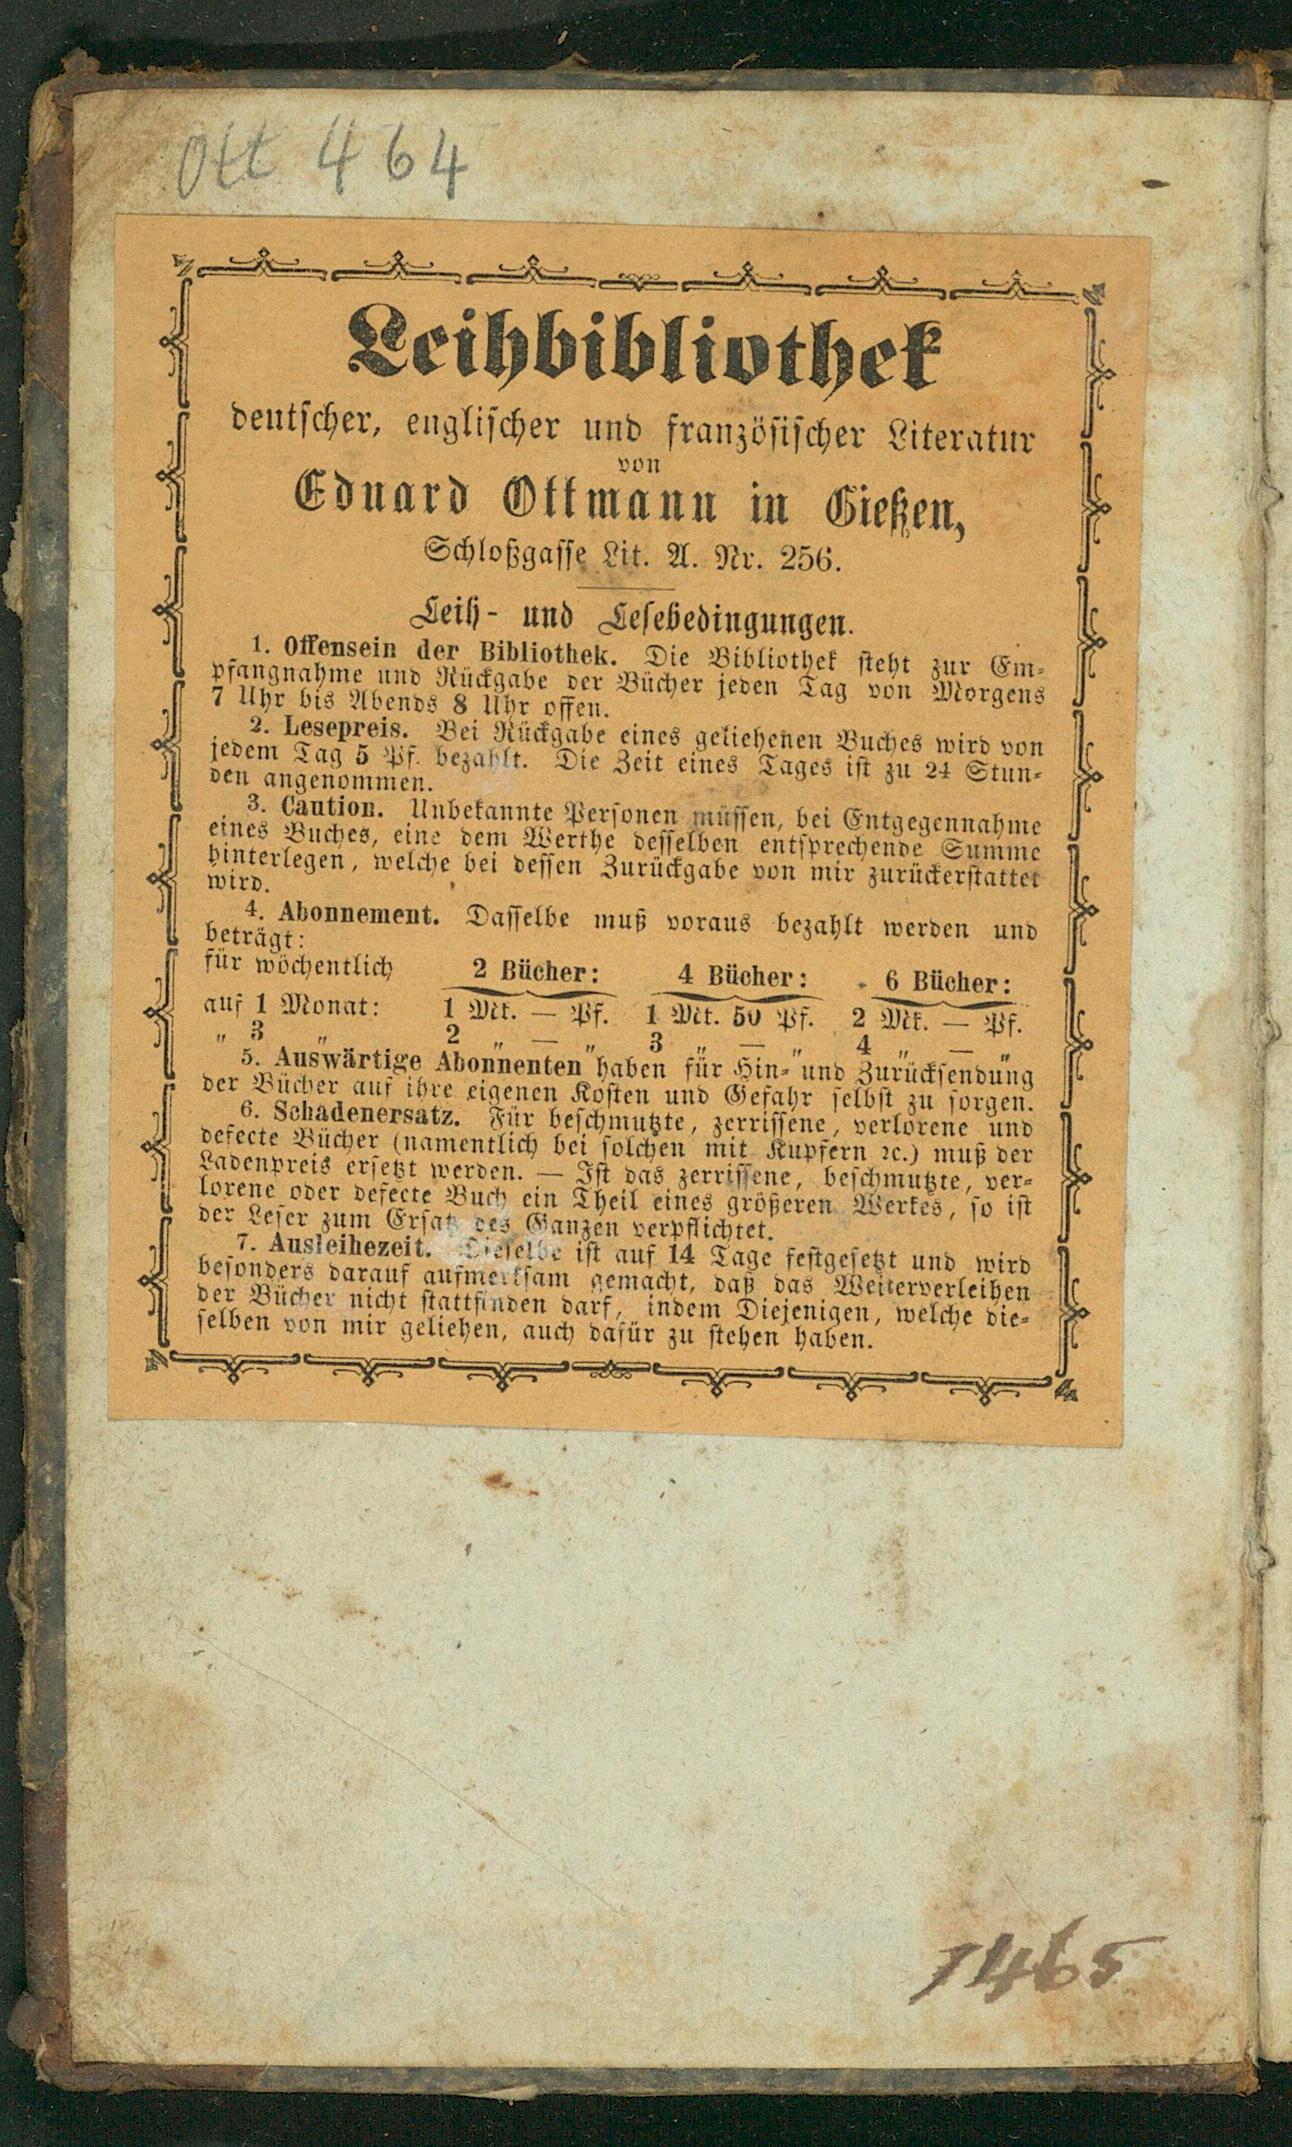 Ott 464
Leihbibliothek
deutscher, englischer und französischer Literatur
von
Eduard Ottmann in Gießen,
Schloßgasse Lit. A. Nr. 256.
Leih- und Lesebedingungen.
1. Offensein der Bibliothek. Die Bibliothek steht zur Em-
pfangnahme und Rückgabe der Bücher jeden Tag von Morgens
7 Uhr bis Abends 8 Uhr offen.
2. Lesepreis. Bei Rückgabe eines geliehenen Buches wird von
jedem Tag 5 Pf. bezahlt. Die Zeit eines Tages ist zu 24 Stun-
den angenommen.
3. Caution. Unbekannte Personen müssen, bei Entgegennahme
eines Buches, eine dem Werthe desselben entsprechende Summe
hinterlegen, welche bei dessen Zurückgabe von mir zurückerstattet
wird.
4. Abonnement. Dasselbe muß voraus bezahlt werden und
beträgt:
für wöchentlich 2 Bücher: 4 Bücher: 6 Bücher:
auf 1 Monat: 1 Mk. — Pf. 1 Mk. 50 Pf. 2 Mk. — Pf.
„ 3 „ 2 „ — „ 3 „ — „ 4 „ — „
5. Auswärtige Abonnenten haben für Hin- und Zurücksendung
der Bücher auf ihre eigenen Kosten und Gefahr selbst zu sorgen.
6. Schadenersatz. Für beschmutzte, zerrissene, verlorene und
defecte Bücher (namentlich bei solchen mit Kupfern ꝛc.) muß der
Ladenpreis ersetzt werden. — Ist das zerrissene, beschmutzte, ver-
lorene oder defecte Buch ein Theil eines größeren Werkes, so ist
der Leser zum Ersatz des Ganzen verpflichtet.
7. Ausleihezeit. Dieselbe ist auf 14 Tage festgesetzt und wird
besonders darauf aufmerksam gemacht, daß das Weiterverleihen
der Bücher nicht stattfinden darf, indem Diejenigen, welche die-
selben von mir geliehen, auch dafür zu stehen haben.
1465